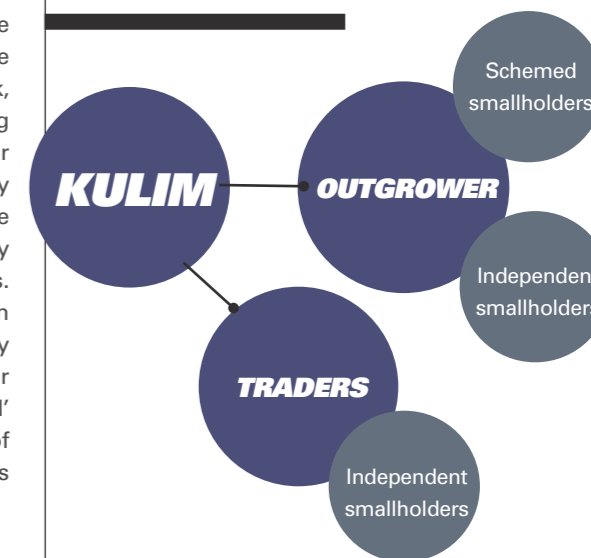 Schemed
smallholders
KULIM
OUTGROWER
Independent
smallholders
TRADERS
Independent
smallholders